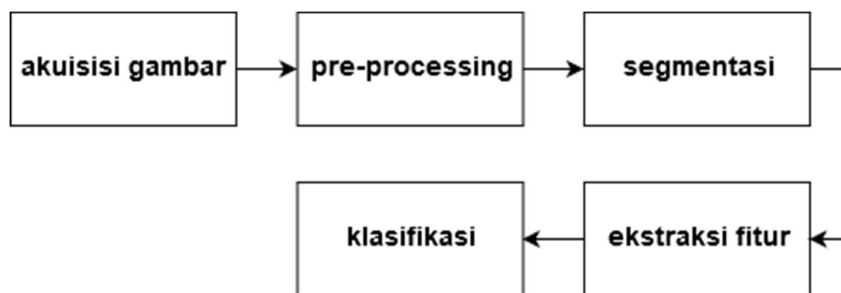 akuisisi gambar
pre-processing
segmentasi
ekstraksi fitur
klasifikasi